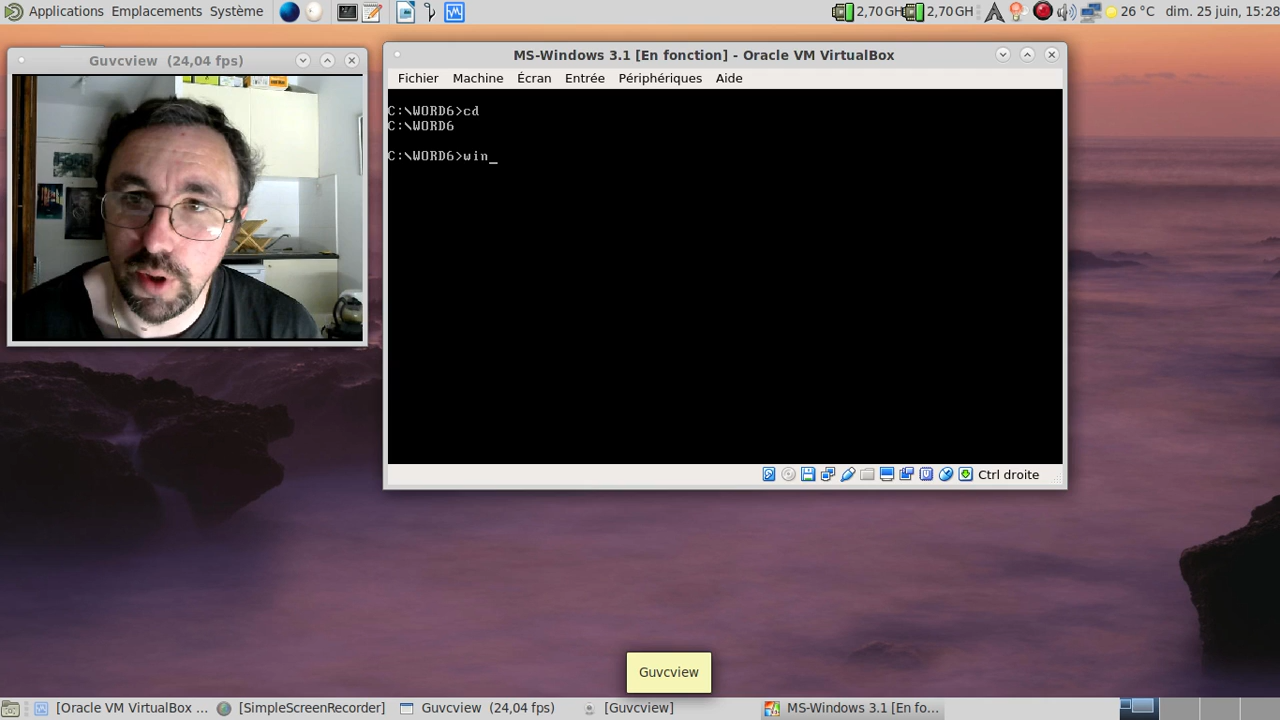 Applications Emplacements Système 2,70 GH 2,70 GH 26 °C dim. 25 juin, 15:28
Guvcview (24,04 fps)
MS-Windows 3.1 [En fonction] - Oracle VM VirtualBox
Fichier Machine Écran Entrée Périphériques Aide
C:\WORD6>cd
C:\WORD6
C:\WORD6>win_
Ctrl droite
Guvcview
[Oracle VM VirtualBox ... [SimpleScreenRecorder] Guvcview (24,04 fps) [Guvcview] MS-Windows 3.1 [En fo...